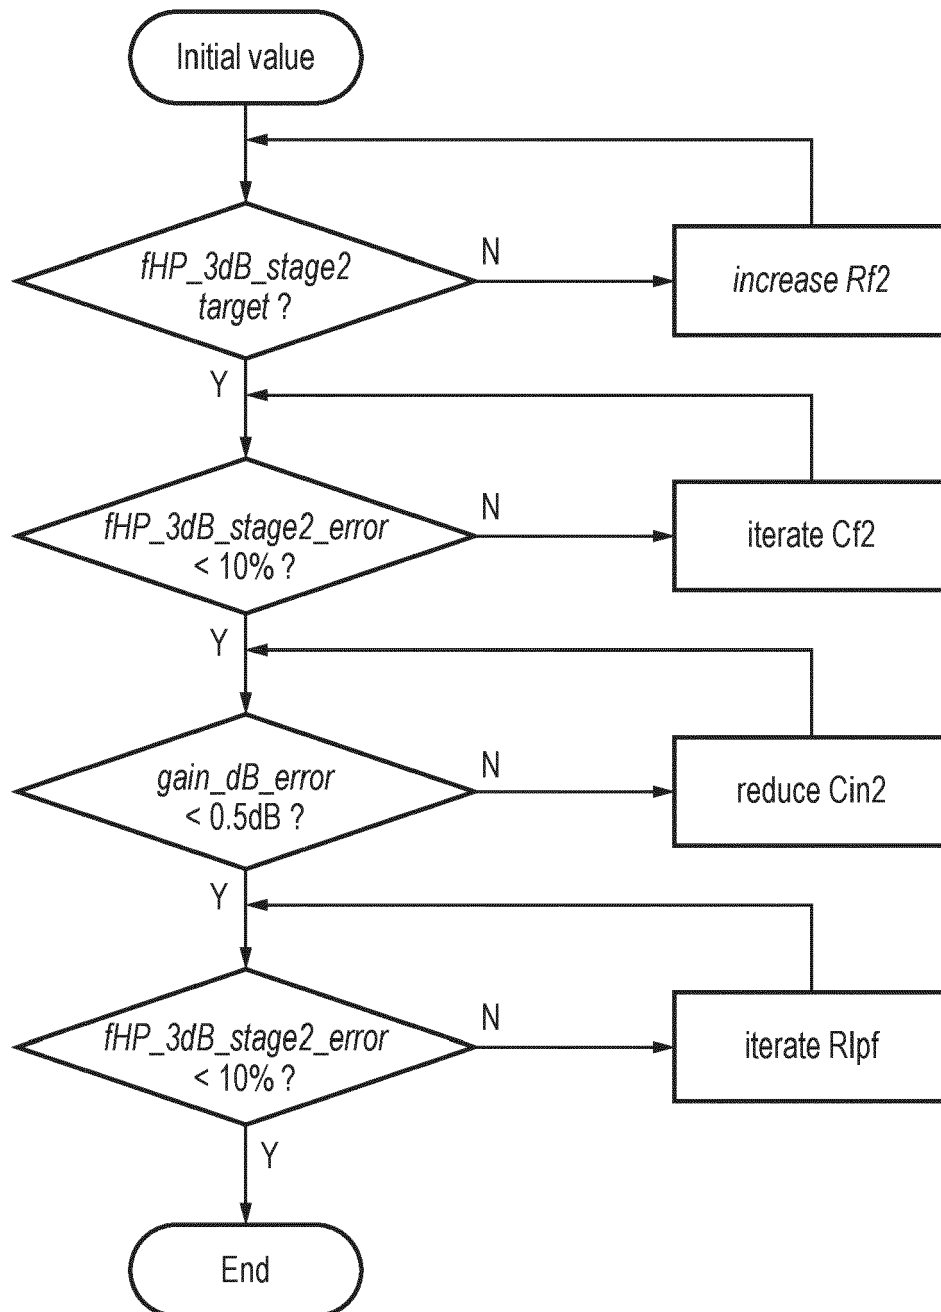 Initial value
fHP_3dB_stage2
target ?
N
increase Rf2
Y
fHP_3dB_stage2_error
< 10% ?
N
iterate Cf2
Y
gain_dB_error
< 0.5dB ?
N
reduce Cin2
Y
fHP_3dB_stage2_error
< 10% ?
N
iterate Rlpf
Y
End